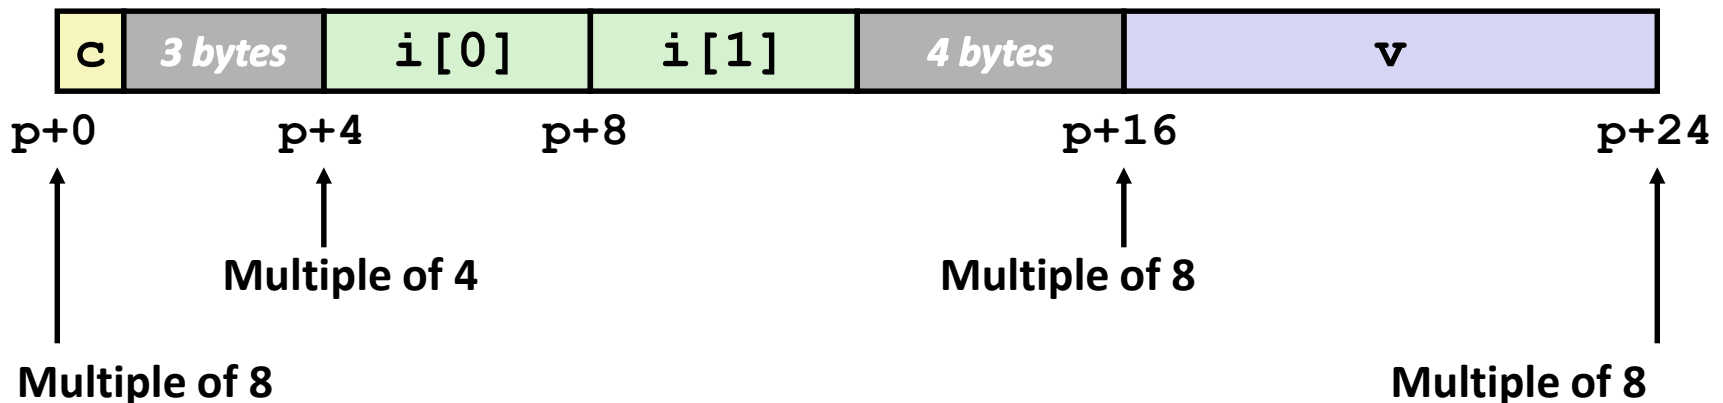 c 3 bytes i[0] i[1] 4 bytes v
p+0 p+4 p+8 p+16 p+24
Multiple of 4 Multiple of 8
Multiple of 8 Multiple of 8